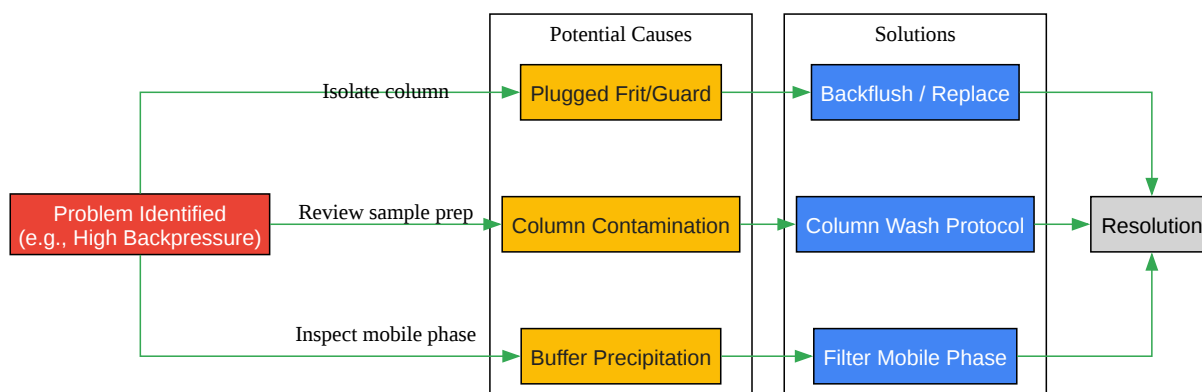 Potential Causes
Solutions
Isolate column
Plugged Frit/Guard
Backflush / Replace
Problem Identified
(e.g., High Backpressure)
Review sample prep
Column Contamination
Column Wash Protocol
Resolution
Inspect mobile phase
Buffer Precipitation
Filter Mobile Phase